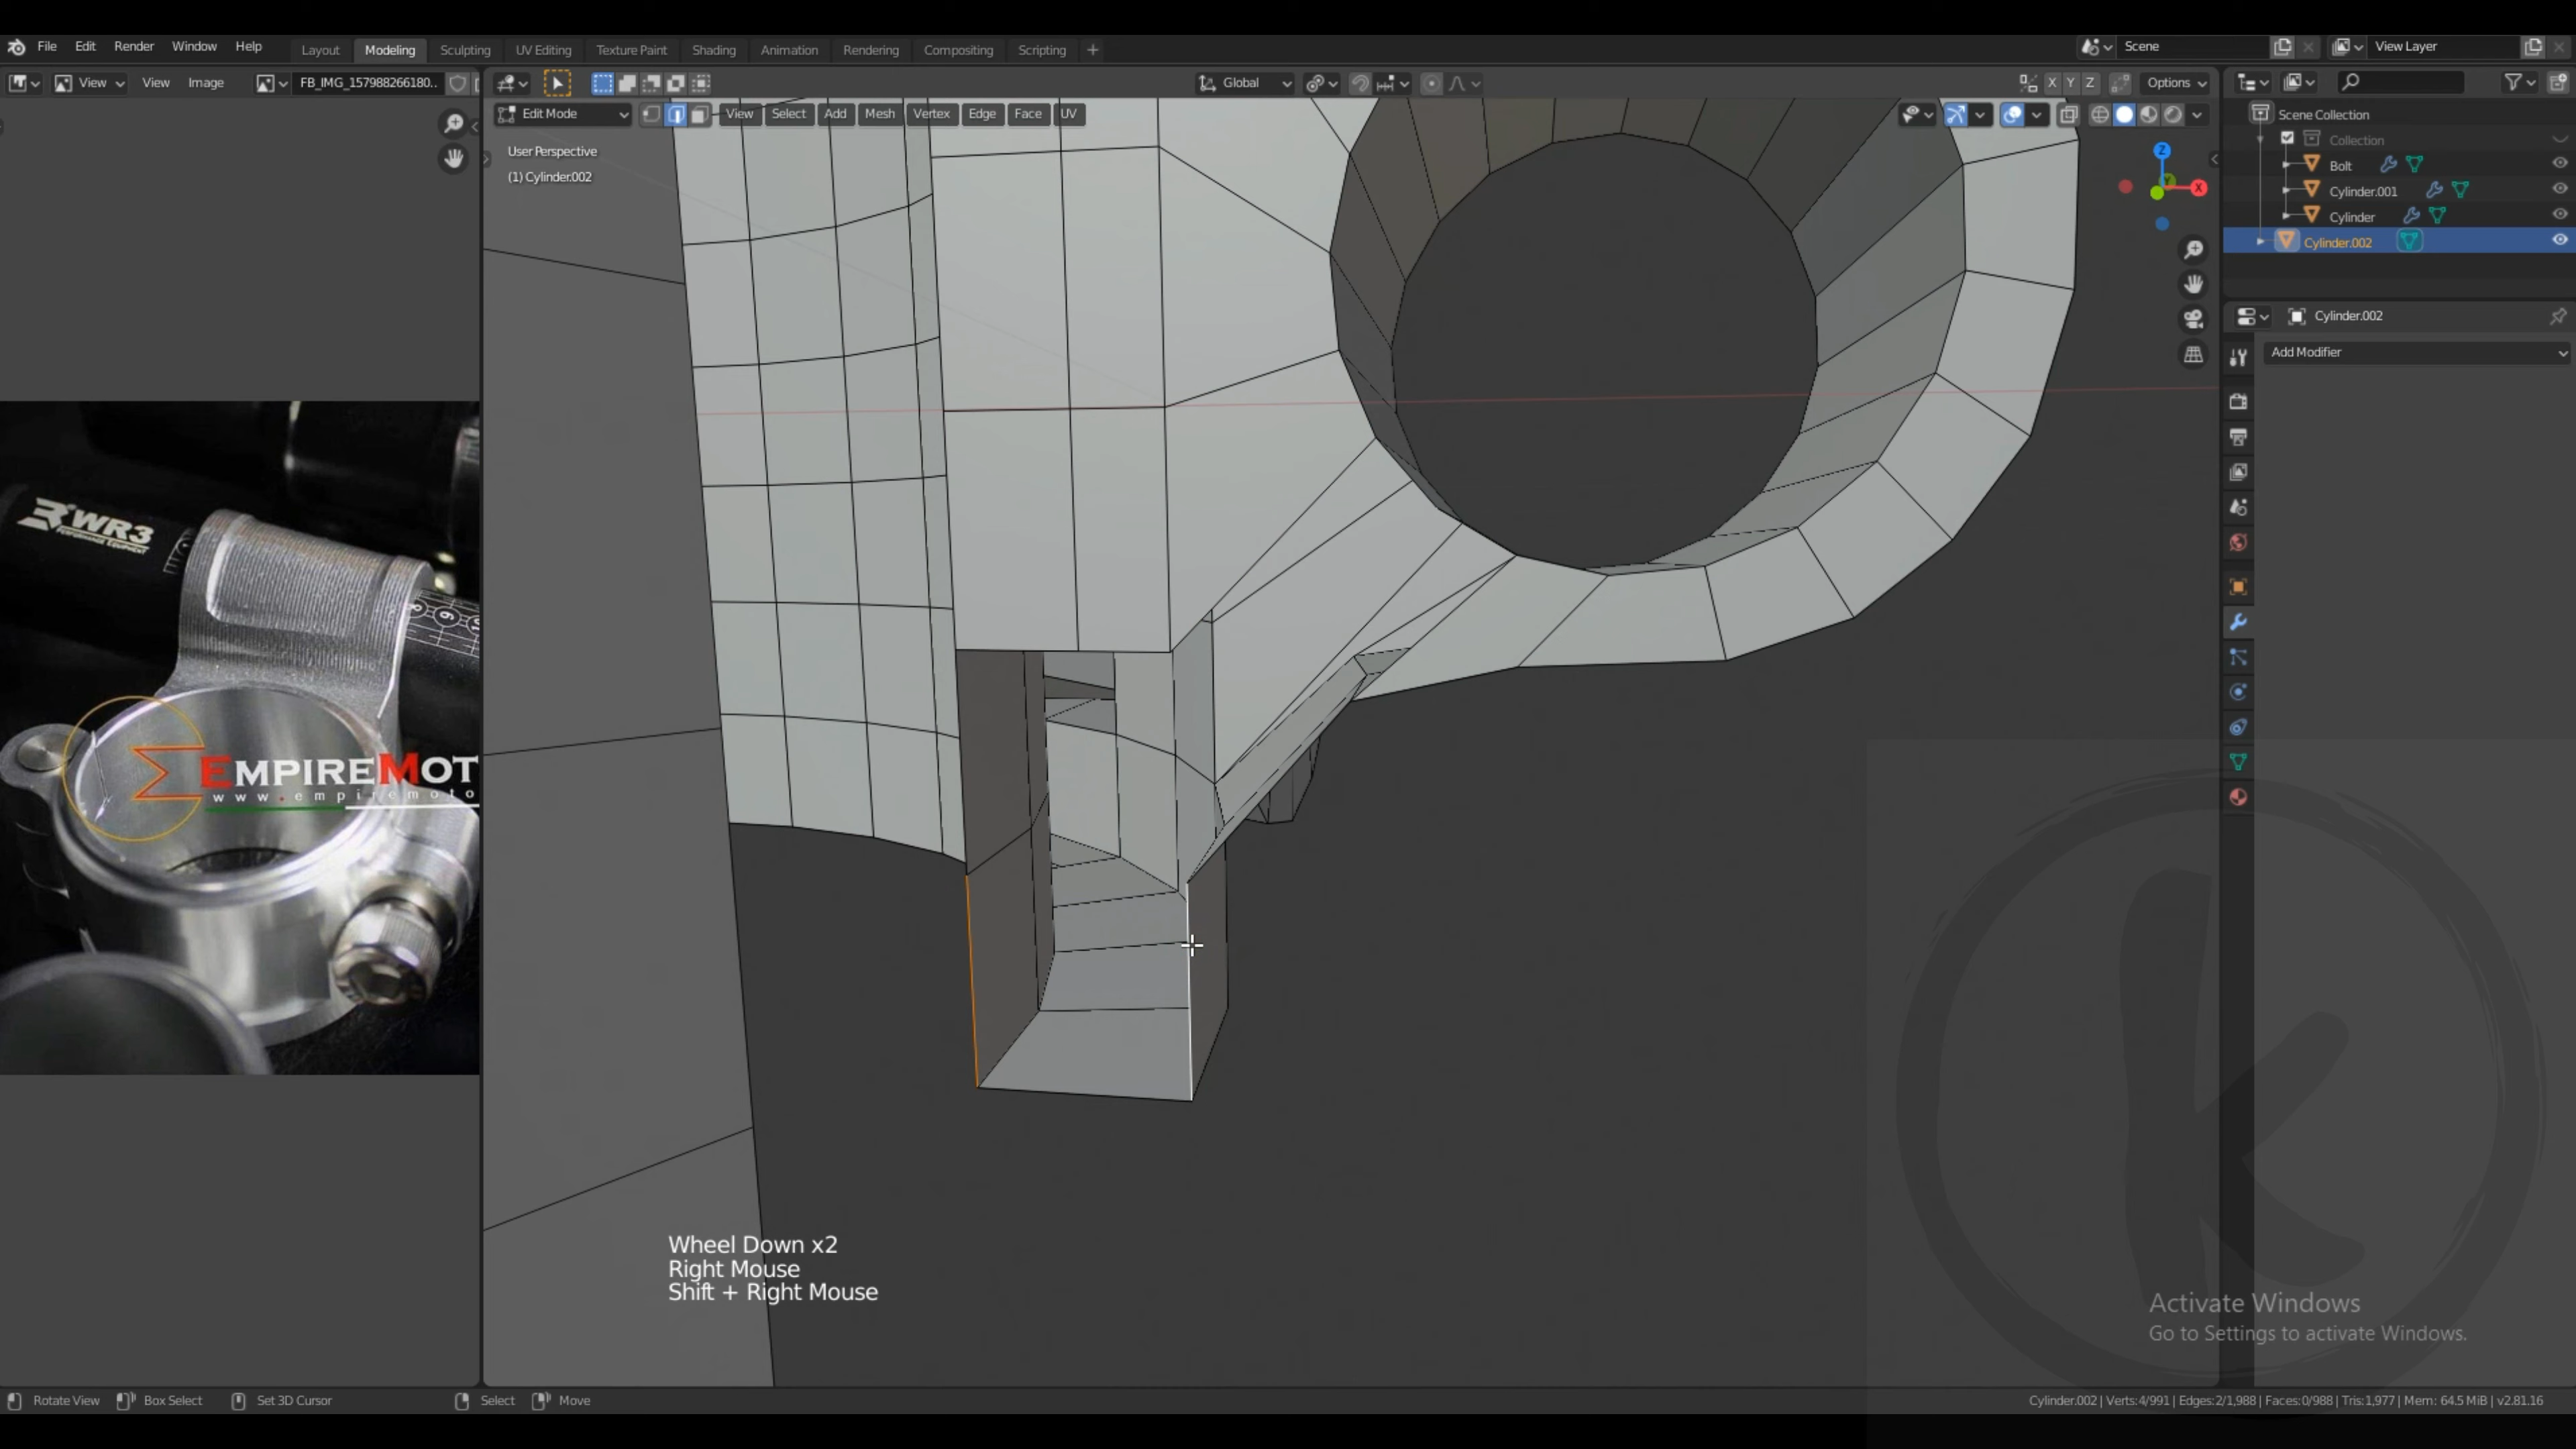 File Edit Render Window Help Layout Modeling Sculpting UV Editing Texture Paint Shading Animation Rendering Compositing Scripting Scene View Layer
View View Image FB_IMG_157988266180.. Global X Y Z Options
Edit Mode View Select Add Mesh Vertex Edge Face UV
Scene Collection
Collection
Bolt
Cylinder.001
Cylinder
Cylinder.002
User Perspective
(1) Cylinder.002
Z
X
Cylinder.002
Add Modifier
WR3
8 9
EMPIREMOT
www.empiremoto
Wheel Down x2
Right Mouse
Shift + Right Mouse
Activate Windows
Go to Settings to activate Windows.
Rotate View Box Select Set 3D Cursor Select Move Cylinder.002 | Verts:4/991 | Edges:2/1,988 | Faces:0/988 | Tris:1,977 | Mem: 64.5 MiB | v2.81.16